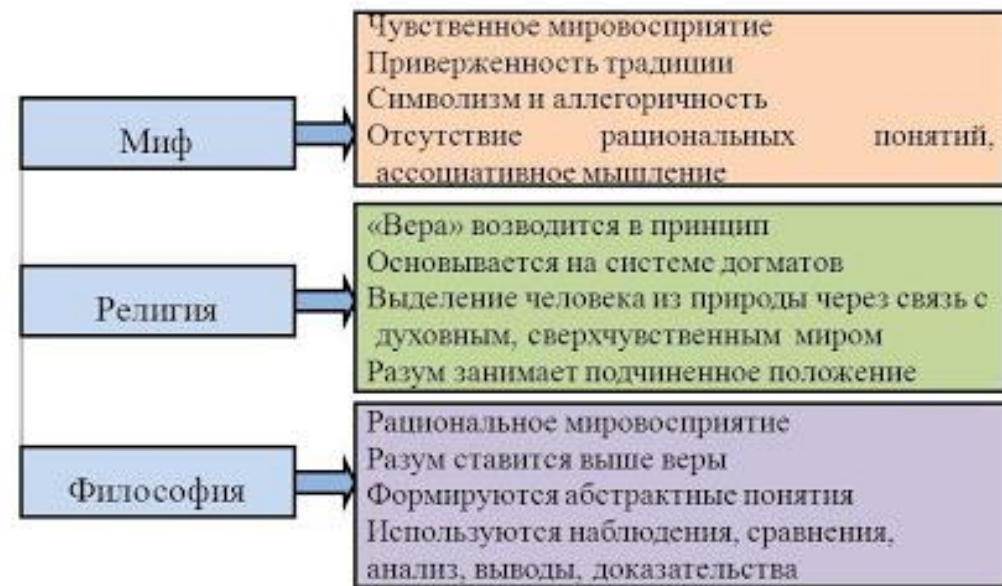 Миф
Чувственное мировосприятие
Приверженность традиции
Символизм и аллегоричность
Отсутствие рациональных понятий,
ассоциативное мышление
Религия
«Вера» возводится в принцип
Основывается на системе догматов
Выделение человека из природы через связь с
духовным, сверхчувственным миром
Разум занимает подчиненное положение
Философия
Рациональное мировосприятие
Разум ставится выше веры
Формируются абстрактные понятия
Используются наблюдения, сравнения,
анализ, выводы, доказательства